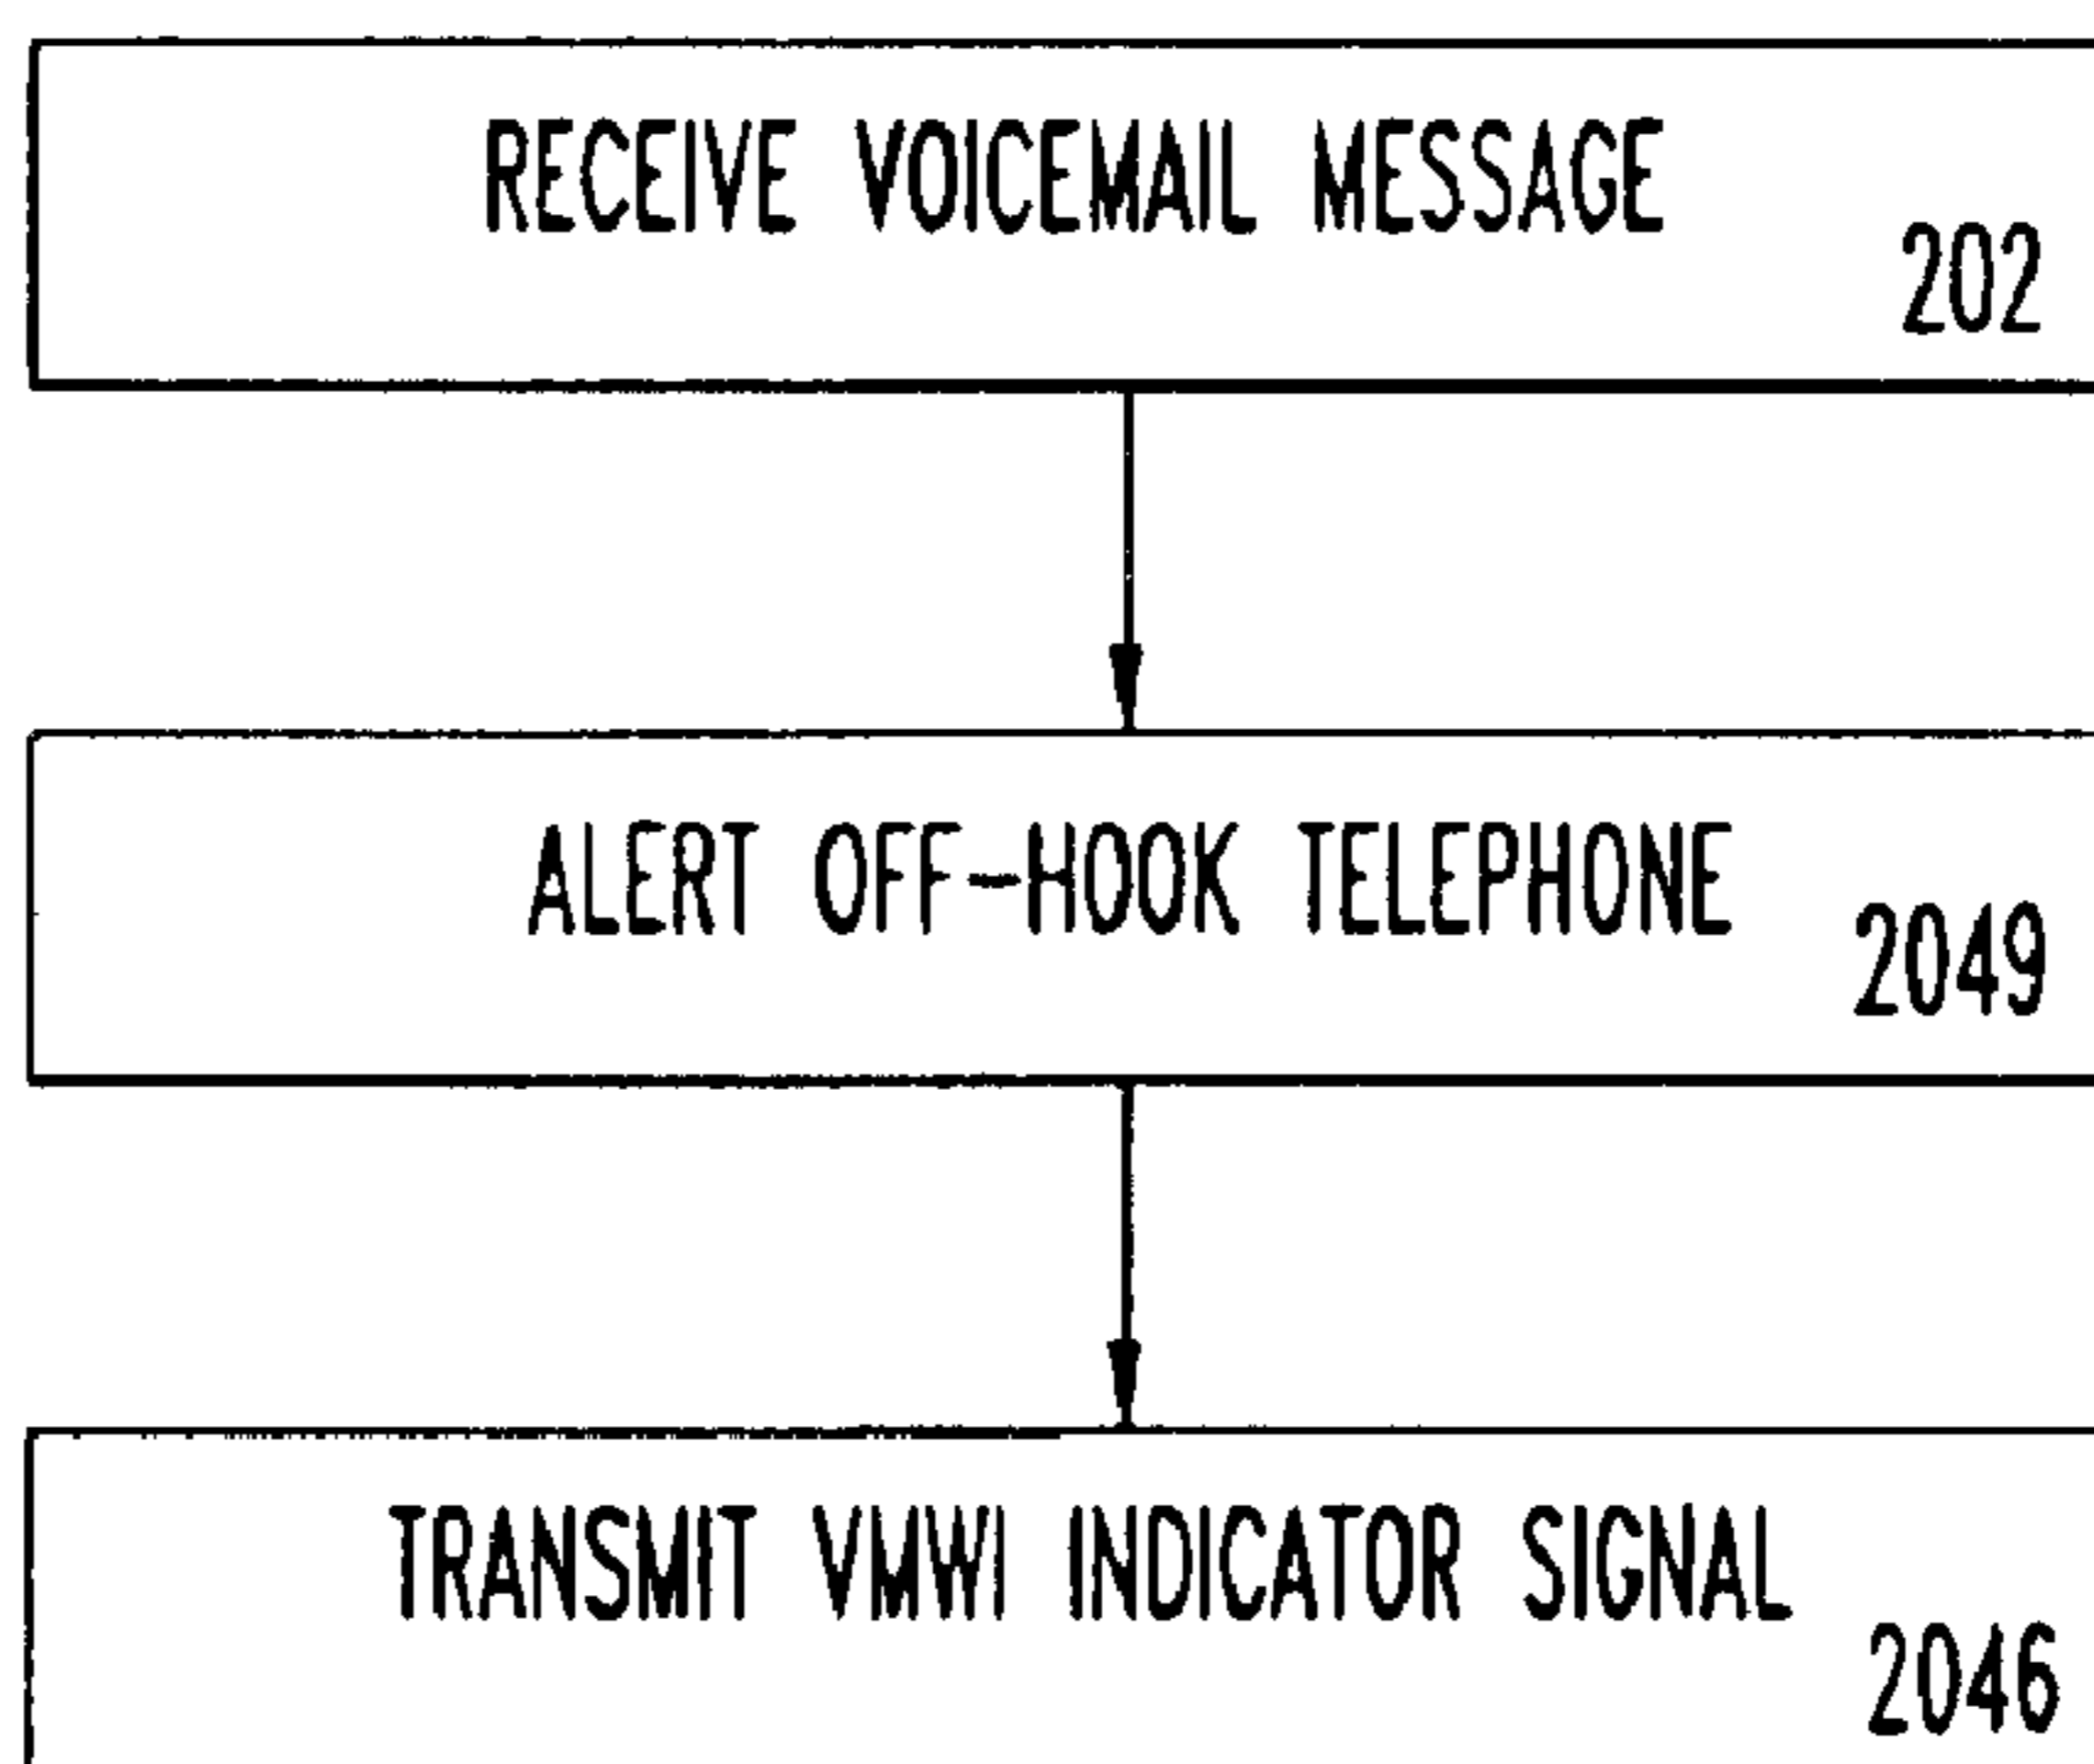 RECEIVE VOICEMAIL MESSAGE
202
ALERT OFF-HOOK TELEPHONE
2049
TRANSMIT VMWI INDICATOR SIGNAL
2046